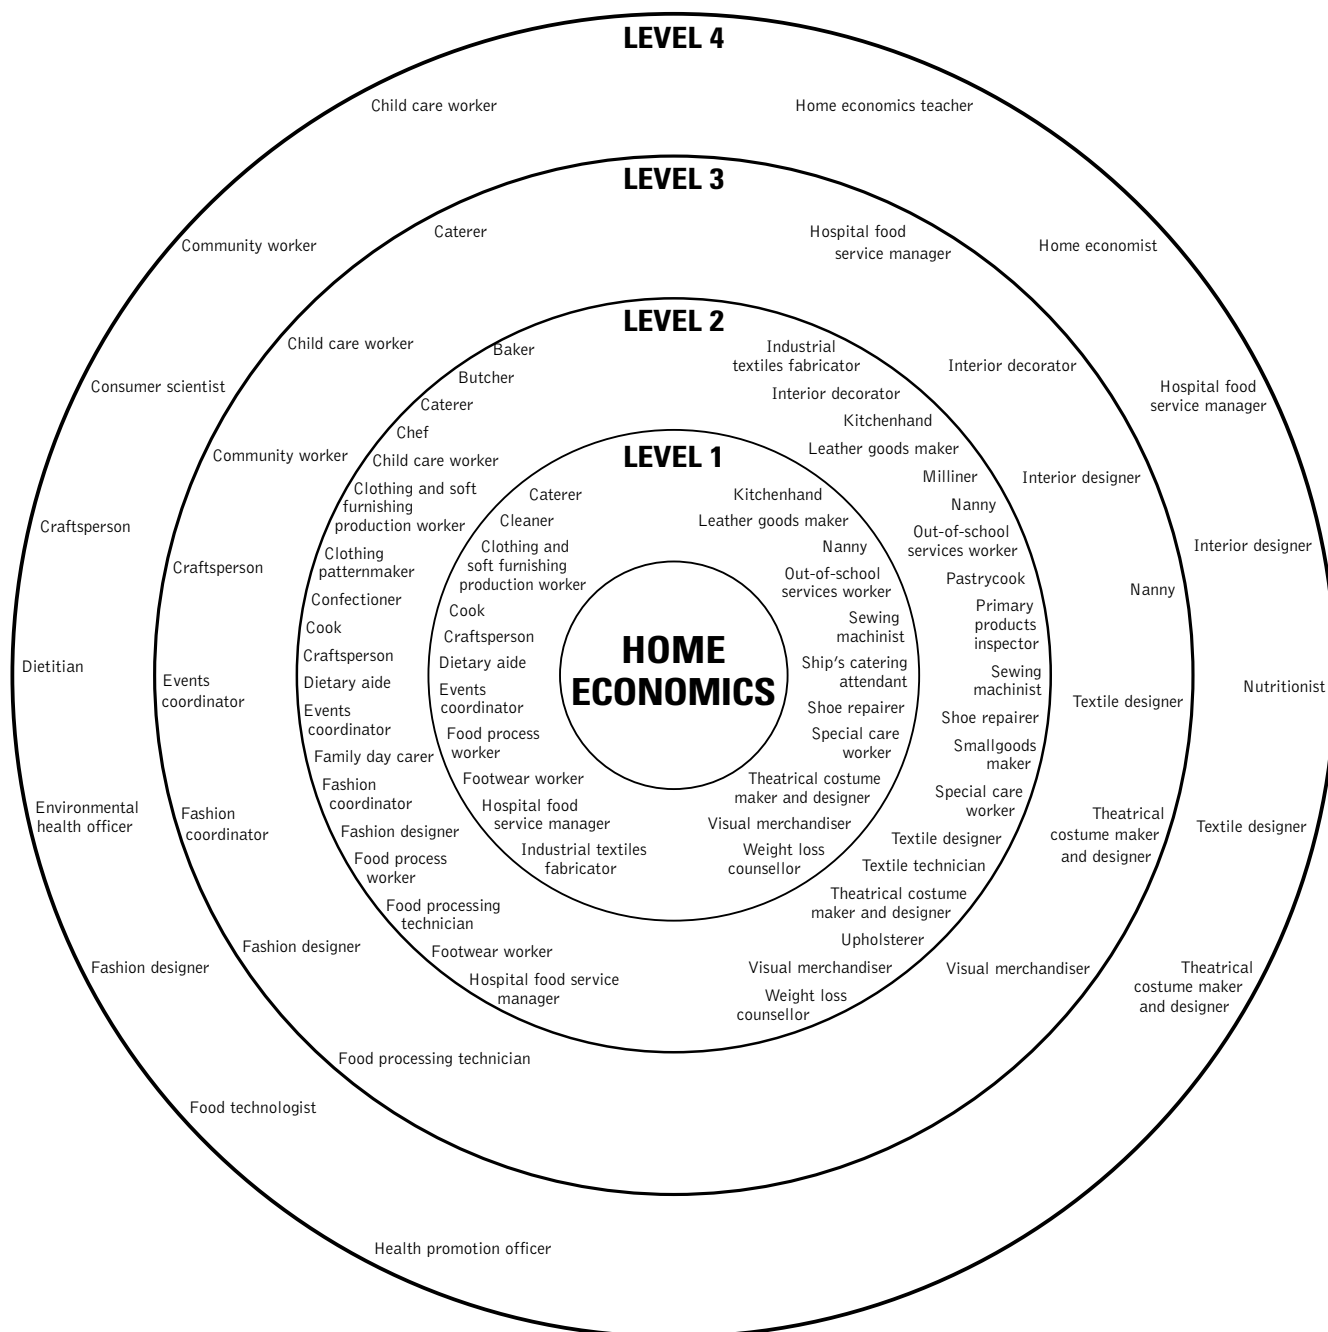 LEVEL 4
Child care worker
Community worker
Consumer scientist
Craftsperson
Dietitian
Environmental
health officer
Fashion designer
Food technologist
Health promotion officer
Home economics teacher
Home economist
Hospital food
service manager
Interior designer
Nutritionist
Textile designer
Theatrical
costume maker
and designer
LEVEL 3
Caterer
Child care worker
Community worker
Craftsperson
Events
coordinator
Fashion
coordinator
Fashion designer
Food processing technician
Hospital food
service manager
Interior decorator
Interior designer
Nanny
Textile designer
Theatrical
costume maker
and designer
Visual merchandiser
LEVEL 2
Baker
Butcher
Caterer
Chef
Child care worker
Clothing and soft
furnishing
production worker
Clothing
patternmaker
Confectioner
Cook
Craftsperson
Dietary aide
Events
coordinator
Family day carer
Fashion
coordinator
Fashion designer
Food process
worker
Food processing
technician
Footwear worker
Hospital food service
manager
Industrial
textiles fabricator
Interior decorator
Kitchenhand
Leather goods maker
Milliner
Nanny
Out-of-school
services worker
Pastrycook
Primary
products
inspector
Sewing
machinist
Shoe repairer
Smallgoods
maker
Special care
worker
Textile designer
Textile technician
Theatrical costume
maker and designer
Upholsterer
Visual merchandiser
Weight loss
counsellor
LEVEL 1
Caterer
Cleaner
Clothing and
soft furnishing
production worker
Cook
Craftsperson
Dietary aide
Events
coordinator
Food process
worker
Footwear worker
Hospital food
service manager
Industrial textiles
fabricator
Kitchenhand
Leather goods maker
Nanny
Out-of-school
services worker
Sewing
machinist
Ship's catering
attendant
Shoe repairer
Special care
worker
Theatrical costume
maker and designer
Visual merchandiser
Weight loss
counsellor
HOME
ECONOMICS